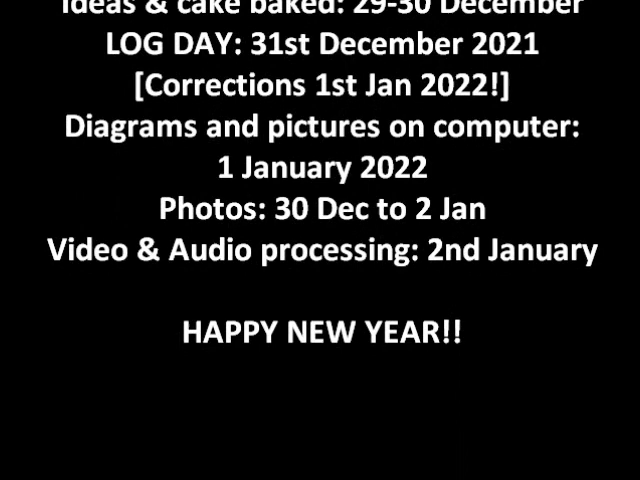 Ideas & cake baked: 29-30 December
LOG DAY: 31st December 2021
[Corrections 1st Jan 2022!]
Diagrams and pictures on computer:
1 January 2022
Photos: 30 Dec to 2 Jan
Video & Audio processing: 2nd January
HAPPY NEW YEAR!!